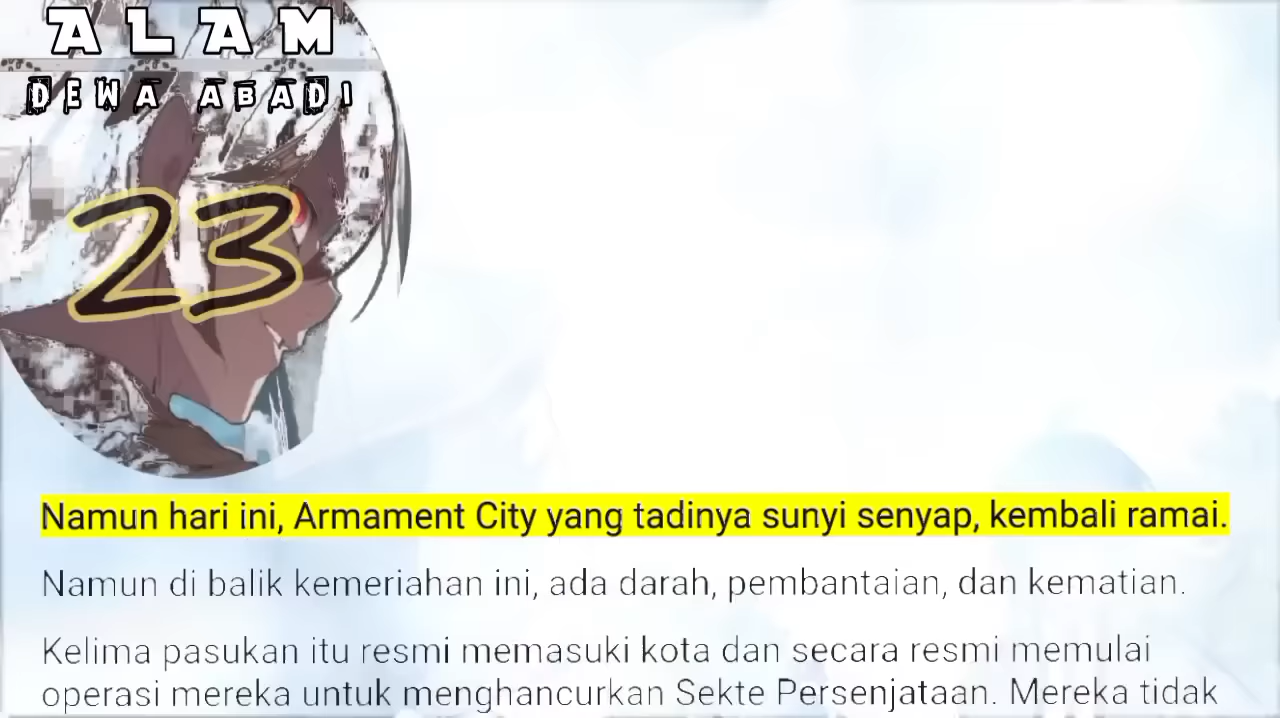 ALAM
DEWA ABADI
23
Namun hari ini, Armament City yang tadinya sunyi senyap, kembali ramai.
Namun di balik kemeriahan ini, ada darah, pembantaian, dan kematian.
Kelima pasukan itu resmi memasuki kota dan secara resmi memulai
operasi mereka untuk menghancurkan Sekte Persenjataan. Mereka tidak